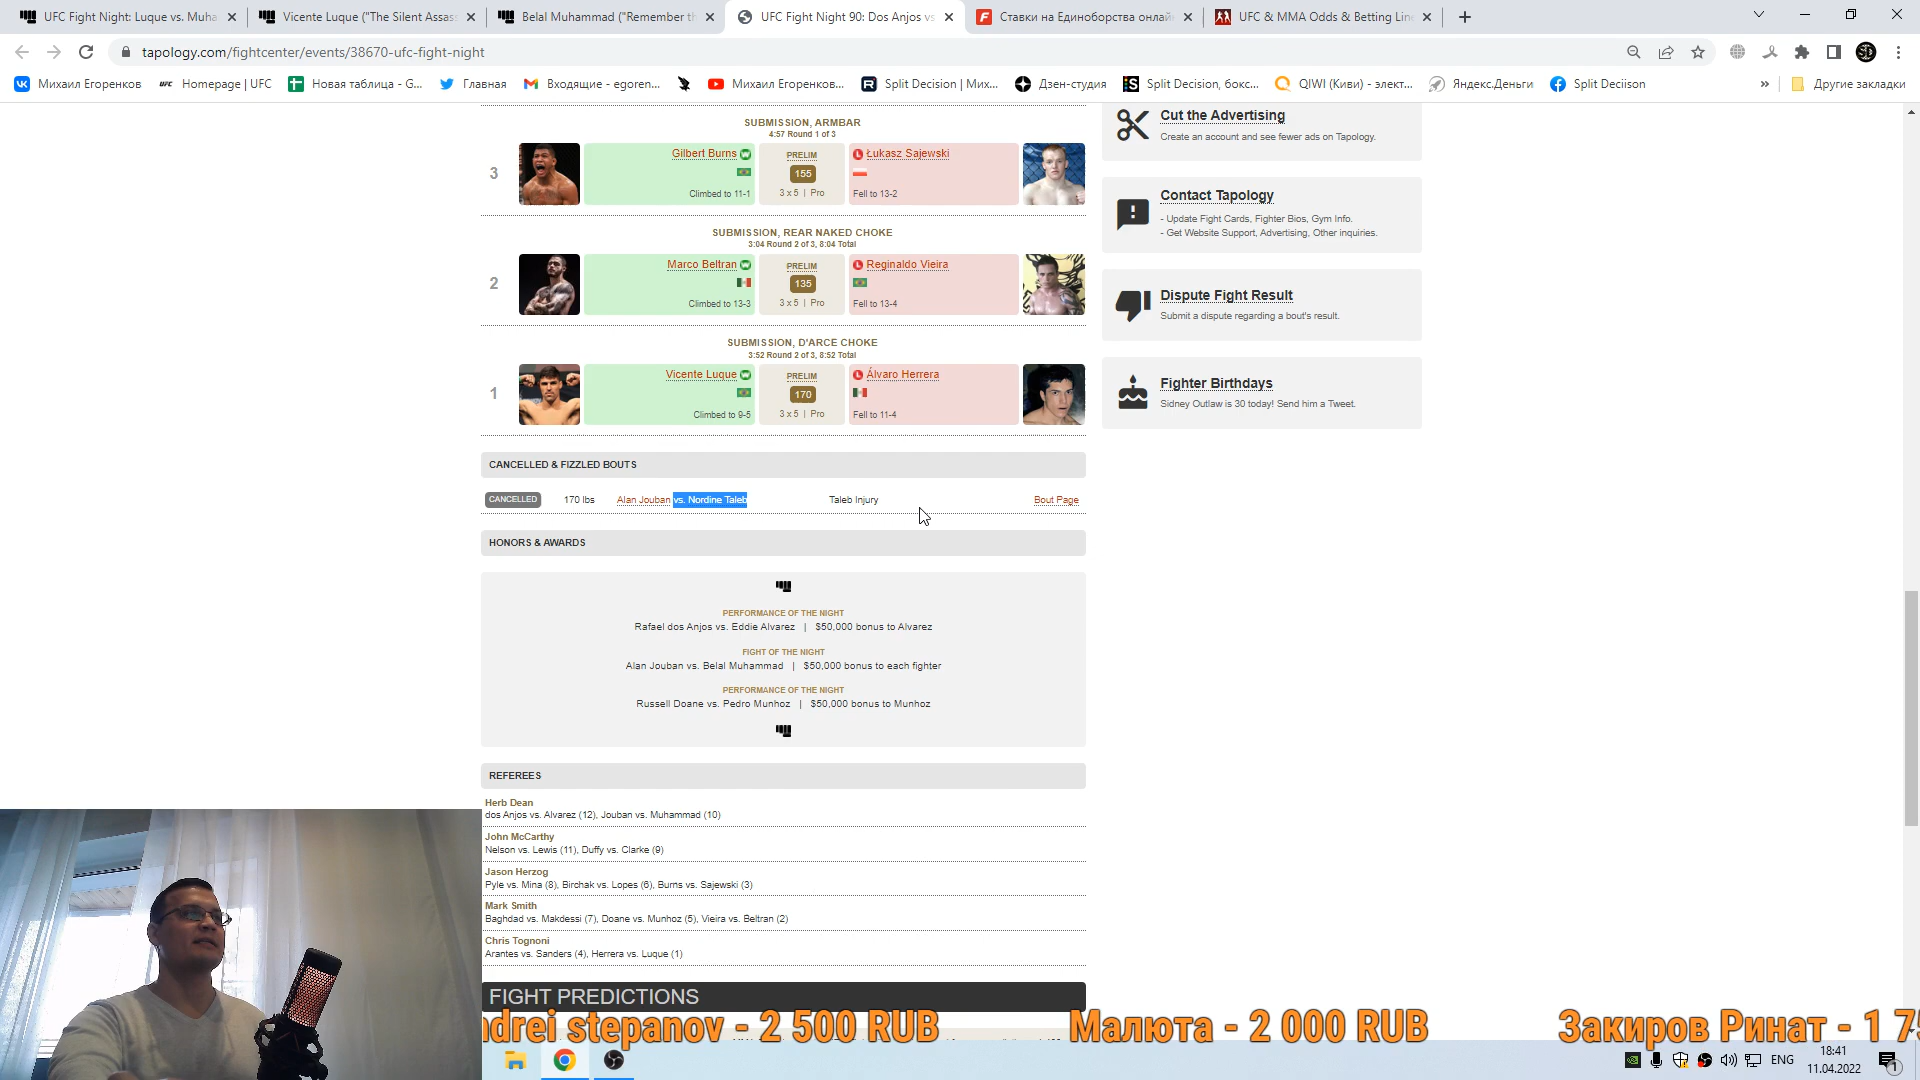 UFC Fight Night: Luque vs. Muha
Vicente Luque ("The Silent Assas
Belal Muhammad ("Remember th
UFC Fight Night 90: Dos Anjos vs
Ставки на Единоборства онлай
UFC & MMA Odds & Betting Lin
tapology.com/fightcenter/events/38670-ufc-fight-night
Михаил Егоренков
Homepage | UFC
Новая таблица - G...
Главная
Входящие - egoren...
Михаил Егоренков...
Split Decision | Мих...
Дзен-студия
Split Decision, бокс...
QIWI (Киви) - элект...
Яндекс.Деньги
Split Deciison
»
Другие закладки
SUBMISSION, ARMBAR
4:57 Round 1 of 3
3
Gilbert Burns W
PRELIM
L Łukasz Sajewski
155
Climbed to 11-1
3 x 5 | Pro
Fell to 13-2
SUBMISSION, REAR NAKED CHOKE
3:04 Round 2 of 3, 8:04 Total
2
Marco Beltran W
PRELIM
L Reginaldo Vieira
135
Climbed to 13-3
3 x 5 | Pro
Fell to 13-4
SUBMISSION, D'ARCE CHOKE
3:52 Round 2 of 3, 8:52 Total
1
Vicente Luque W
PRELIM
L Álvaro Herrera
170
Climbed to 9-5
3 x 5 | Pro
Fell to 11-4
CANCELLED & FIZZLED BOUTS
CANCELLED 170 lbs Alan Jouban vs. Nordine Taleb Taleb Injury Bout Page
HONORS & AWARDS
PERFORMANCE OF THE NIGHT
Rafael dos Anjos vs. Eddie Alvarez | $50,000 bonus to Alvarez
FIGHT OF THE NIGHT
Alan Jouban vs. Belal Muhammad | $50,000 bonus to each fighter
PERFORMANCE OF THE NIGHT
Russell Doane vs. Pedro Munhoz | $50,000 bonus to Munhoz
REFEREES
Herb Dean
dos Anjos vs. Alvarez (12), Jouban vs. Muhammad (10)
John McCarthy
Nelson vs. Lewis (11), Duffy vs. Clarke (9)
Jason Herzog
Pyle vs. Mina (8), Birchak vs. Lopes (6), Burns vs. Sajewski (3)
Mark Smith
Baghdad vs. Makdessi (7), Doane vs. Munhoz (5), Vieira vs. Beltran (2)
Chris Tognoni
Arantes vs. Sanders (4), Herrera vs. Luque (1)
FIGHT PREDICTIONS
Cut the Advertising
Create an account and see fewer ads on Tapology.
Contact Tapology
- Update Fight Cards, Fighter Bios, Gym Info.
- Get Website Support, Advertising, Other inquiries.
Dispute Fight Result
Submit a dispute regarding a bout's result.
Fighter Birthdays
Sidney Outlaw is 30 today! Send him a Tweet.
ndrei stepanov - 2 500 RUB Малюта - 2 000 RUB Закиров Ринат - 1 75
ENG
18:41
11.04.2022
1